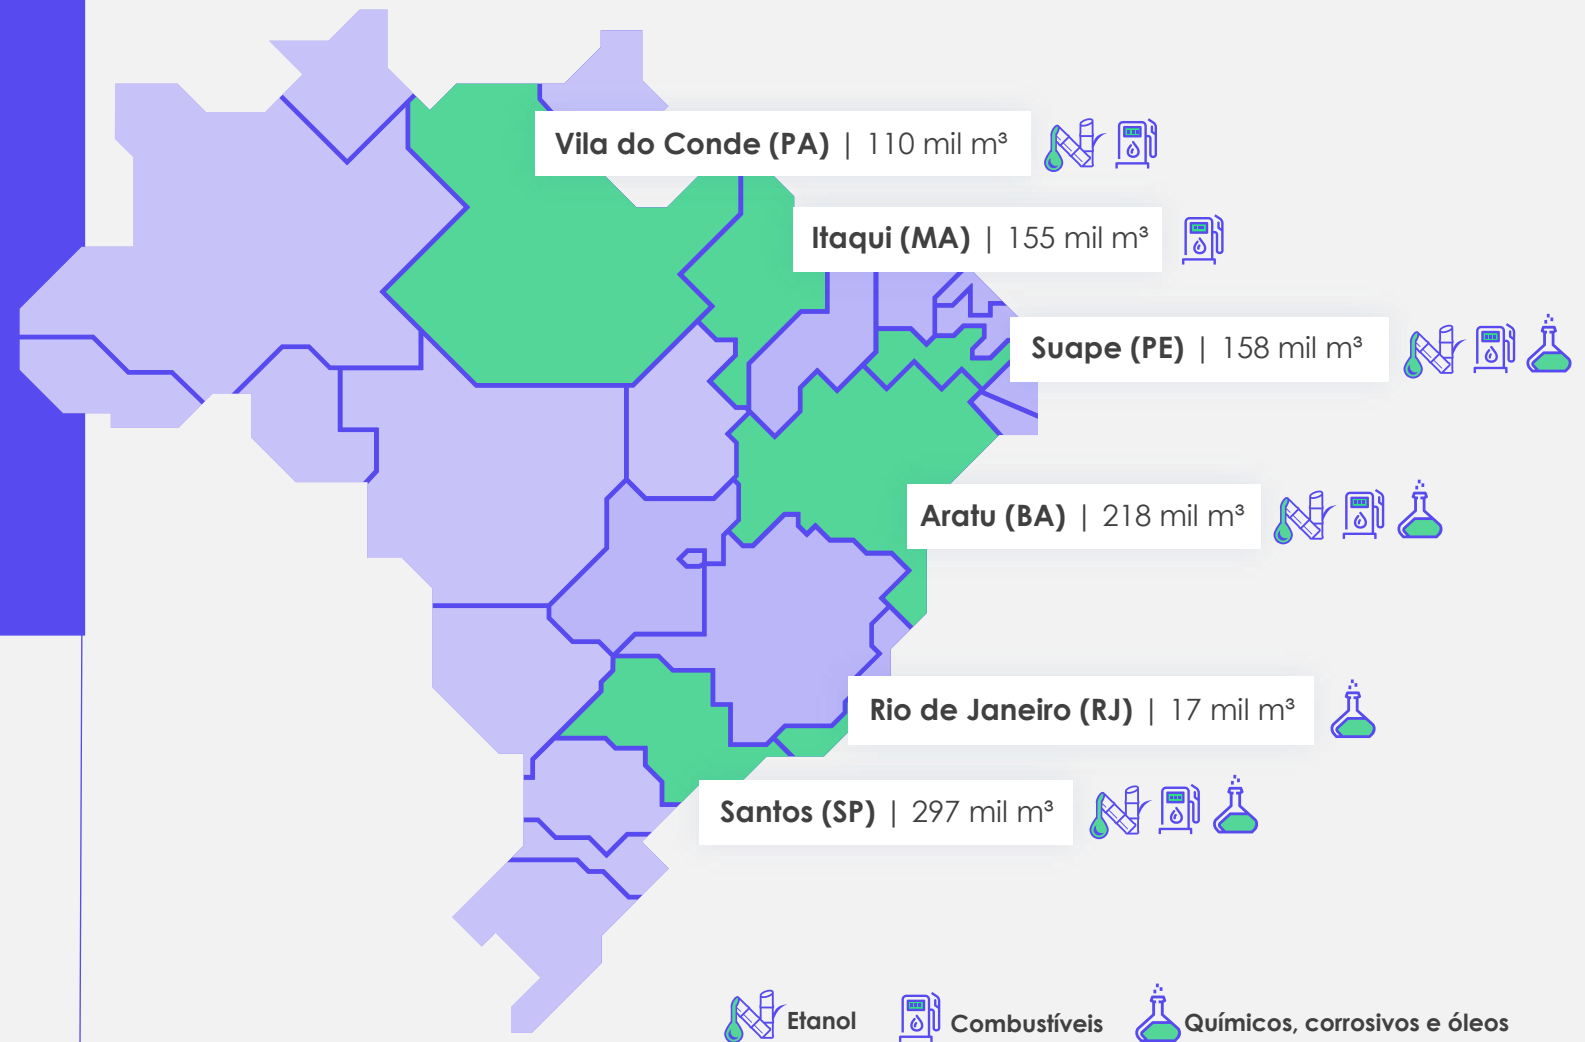 Vila do Conde (PA) | 110 mil m³
Itaqui (MA) | 155 mil m³
Suape (PE) | 158 mil m³
Aratu (BA) | 218 mil m³
Rio de Janeiro (RJ) | 17 mil m³
Santos (SP) | 297 mil m³
Etanol
Combustíveis
Químicos, corrosivos e óleos